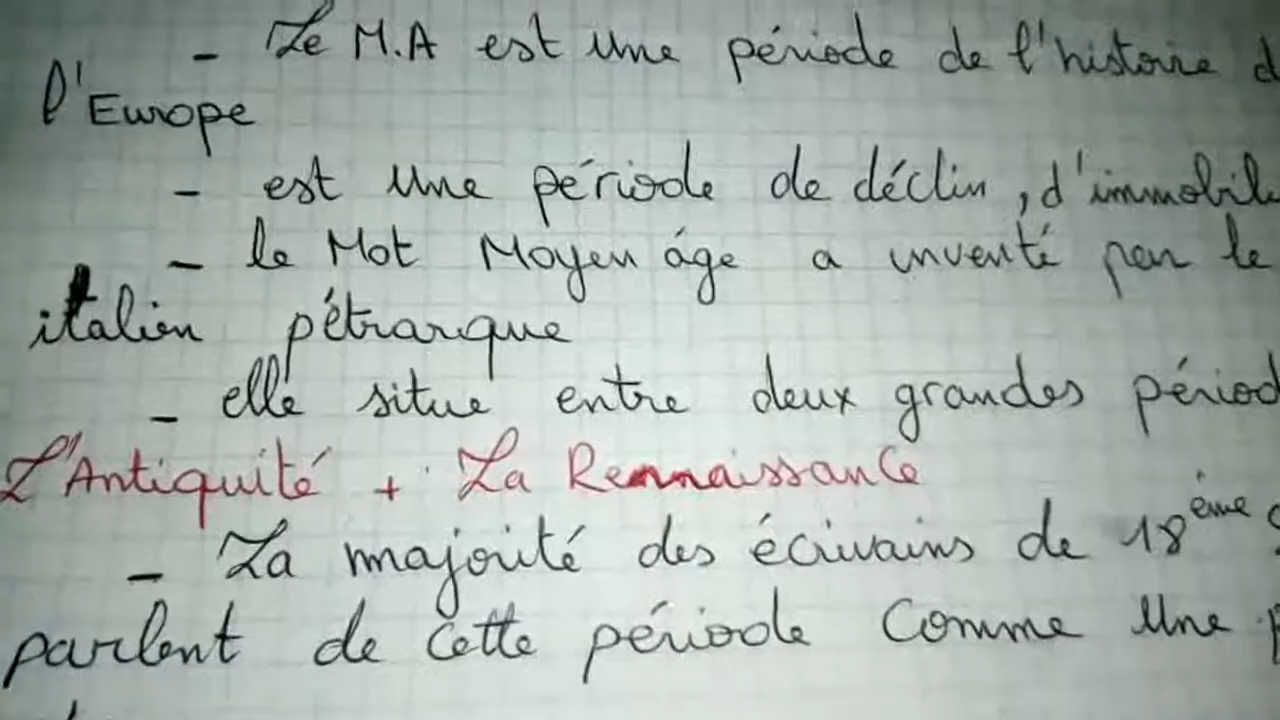 - Le M.A est une période de l'histoire d
l'Europe
- est une période de déclin, d'immobil
- le Mot Moyen áge a inventé par le
italien pétrarque
- elle situe entre deux grandes périod
L'Antiquité + La Rennaissance
- La majorité des écrivains de 18ème
parlent de cette période Comme Une p